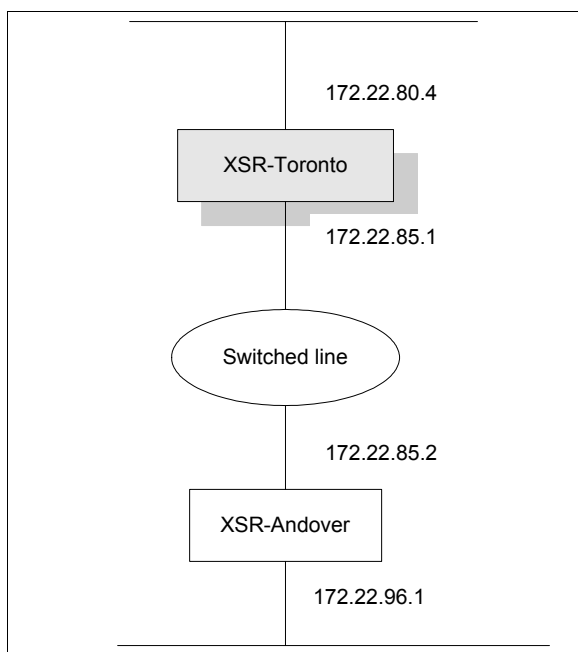 172.22.80.4
XSR-Toronto
172.22.85.1
Switched line
172.22.85.2
XSR-Andover
172.22.96.1